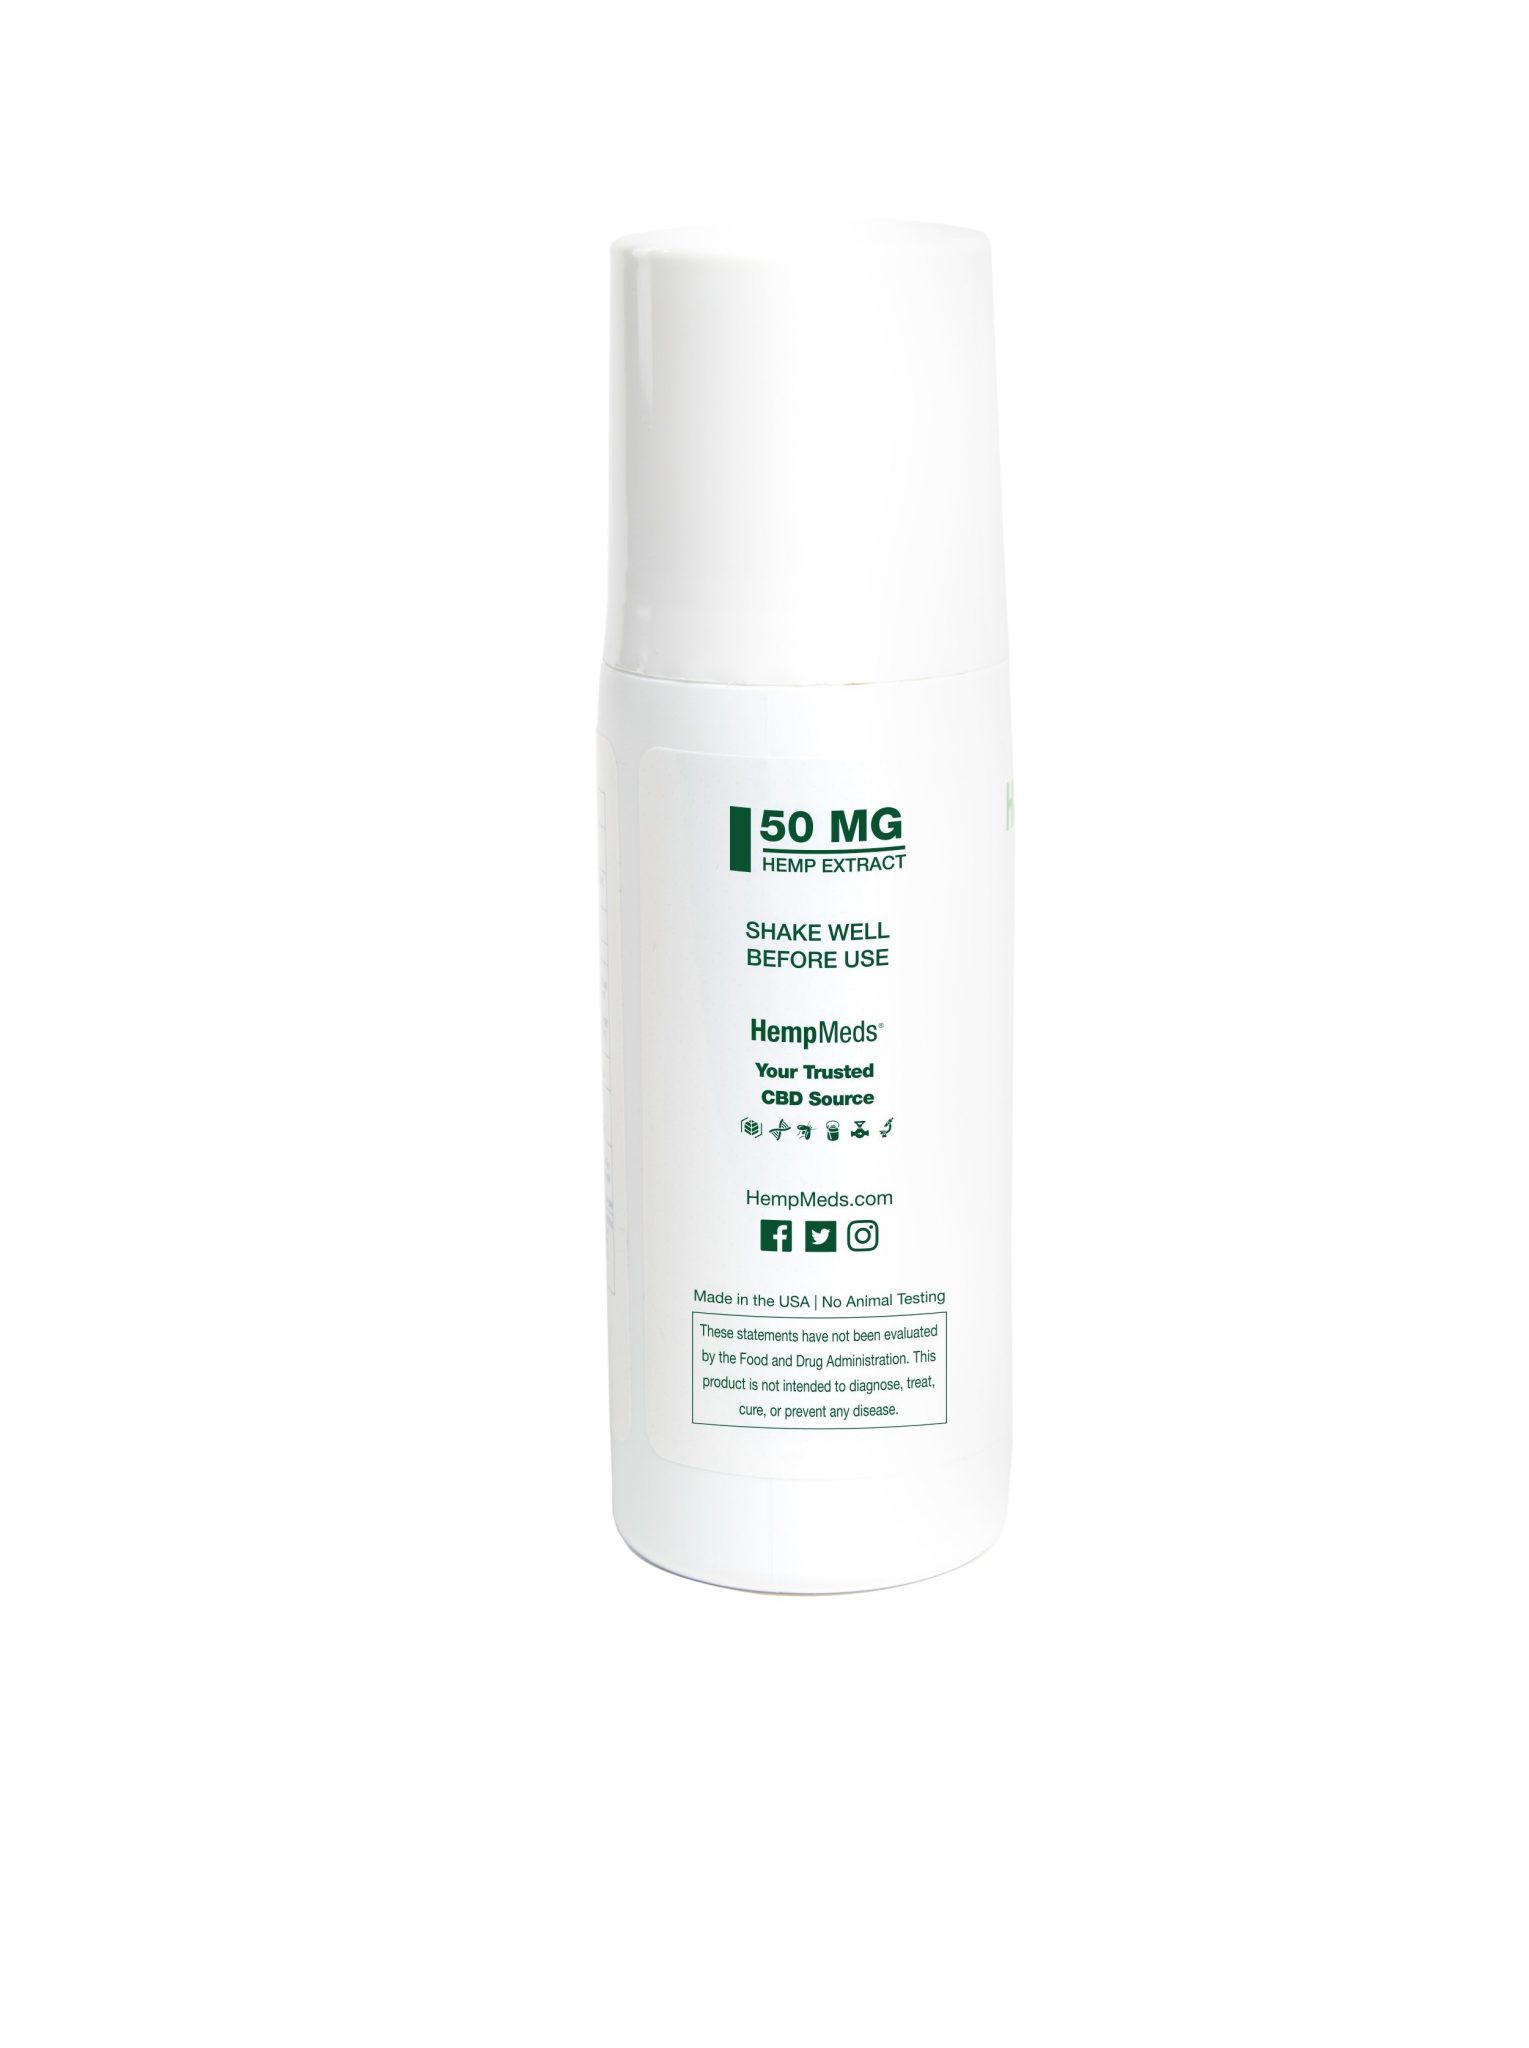 50 MG
HEMP EXTRACT
SHAKE WELL
BEFORE USE
HempMeds®
Your Trusted
CBD Source
HempMeds.com
Made in the USA | No Animal Testing
These statements have not been evaluated
by the Food and Drug Administration. This
product is not intended to diagnose, treat,
cure, or prevent any disease.